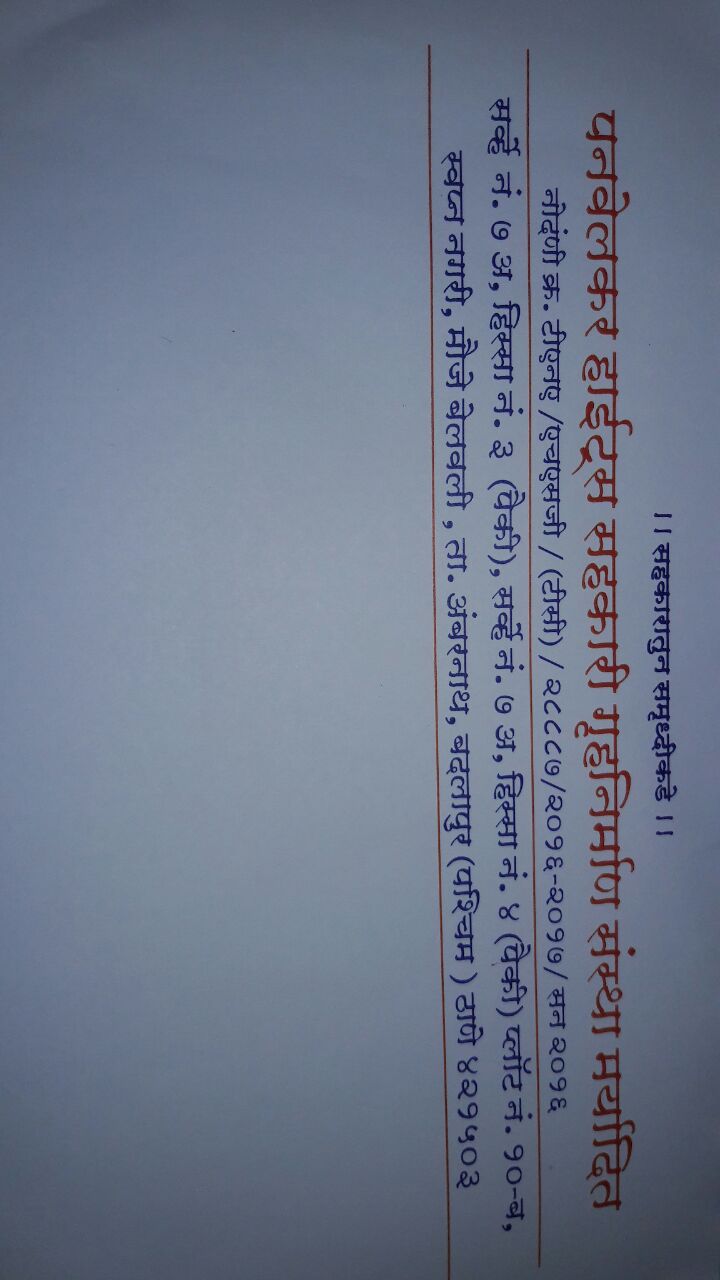 ।। सहकारातुन समृध्दीकडे ।।
पनवेलकर हाईट्स सहकारी गृहनिर्माण संस्था मर्यादित
नोदंणी क्र. टीएनए /एचएसजी / (टीसी) / २८८८७/२०१६-२०१७/ सन २०१६
सर्व्हे नं. ७ अ, हिस्सा नं. ३ (पैकी), सर्व्हे नं. ७ अ, हिस्सा नं. ४ (पैकी) प्लॉट नं. १०-ब,
स्वप्न नगरी, मौजे बेलवली , ता. अंबरनाथ, बदलापुर (पश्चिम ) ठाणे ४२१५०३